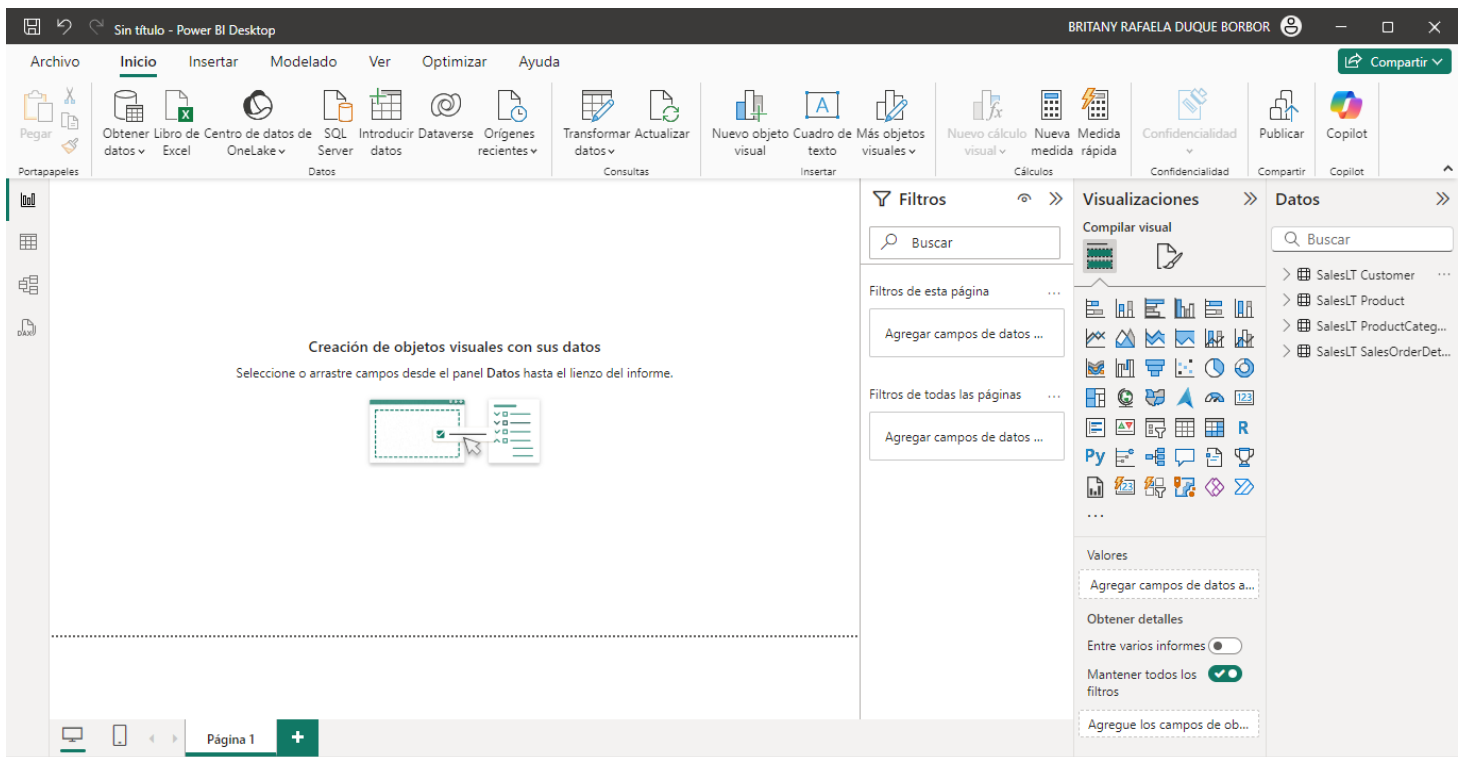 Sin título - Power BI Desktop
BRITANY RAFAELA DUQUE BORBOR
Archivo Inicio Insertar Modelado Ver Optimizar Ayuda
Compartir
Pegar
Portapapeles
Obtener datos
Libro de Excel
Centro de datos de OneLake
SQL Server
Introducir datos
Dataverse
Orígenes recientes
Datos
Transformar datos
Actualizar
Consultas
Nuevo objeto visual
Cuadro de texto
Más objetos visuales
Insertar
Nuevo cálculo visual
Nueva medida
Medida rápida
Cálculos
Confidencialidad
Confidencialidad
Publicar
Compartir
Copilot
Copilot
Creación de objetos visuales con sus datos
Seleccione o arrastre campos desde el panel Datos hasta el lienzo del informe.
Filtros
Buscar
Filtros de esta página ...
Agregar campos de datos ...
Filtros de todas las páginas ...
Agregar campos de datos ...
Visualizaciones
Compilar visual
123
R
Py
123
...
Valores
Agregar campos de datos a...
Obtener detalles
Entre varios informes
Mantener todos los
filtros
Agregue los campos de ob...
Datos
Buscar
SalesLT Customer ...
SalesLT Product
SalesLT ProductCateg...
SalesLT SalesOrderDet...
DAX
Página 1 +